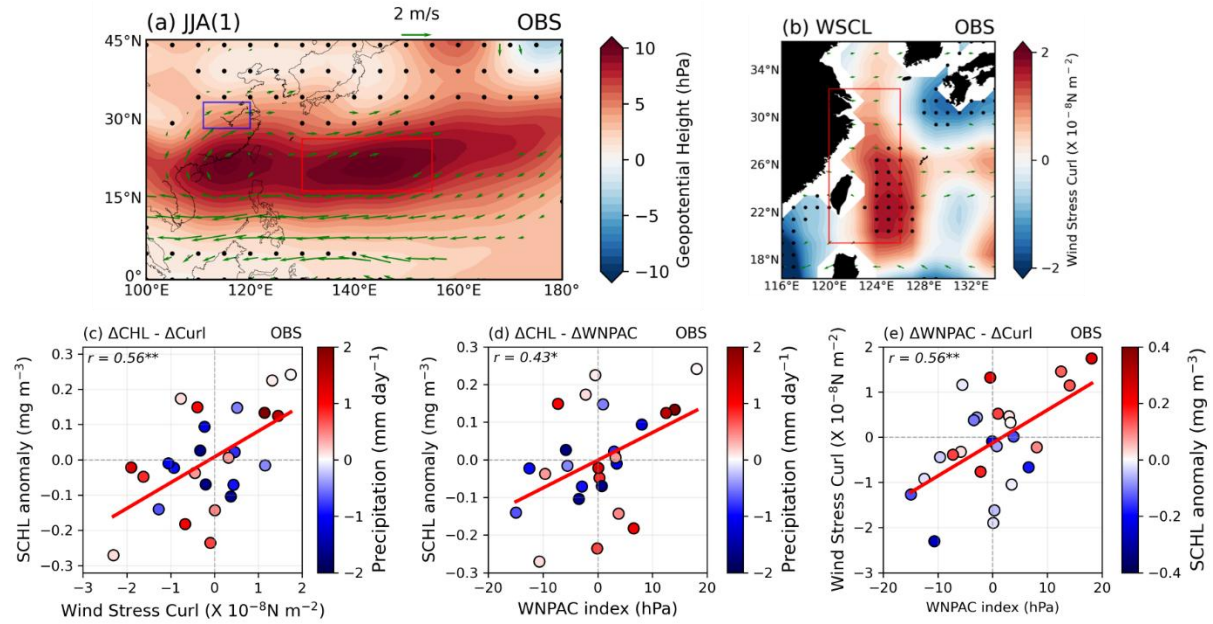 (a) JJA(1)
2 m/s
OBS
45°N
30°N
15°N
0°
100°E
120°E
140°E
160°E
180°
10
5
0
−5
−10
Geopotential Height (hPa)
(b) WSCL
OBS
34°N
30°N
26°N
22°N
18°N
116°E
120°E
124°E
128°E
132°E
2
0
−2
Wind Stress Curl (X 10⁻⁸N m⁻²)
(c) ΔCHL - ΔCurl
OBS
r = 0.56**
SCHL anomaly (mg m⁻³)
0.3
0.2
0.1
0.0
−0.1
−0.2
−0.3
−3
−2
−1
0
1
2
Wind Stress Curl (X 10⁻⁸N m⁻²)
2
1
0
−1
−2
Precipitation (mm day⁻¹)
(d) ΔCHL - ΔWNPAC
OBS
r = 0.43*
SCHL anomaly (mg m⁻³)
0.3
0.2
0.1
0.0
−0.1
−0.2
−0.3
−20
−10
0
10
20
WNPAC index (hPa)
2
1
0
−1
−2
Precipitation (mm day⁻¹)
(e) ΔWNPAC - ΔCurl
OBS
r = 0.56**
Wind Stress Curl (X 10⁻⁸N m⁻²)
2
1
0
−1
−2
−3
−20
−10
0
10
20
WNPAC index (hPa)
0.4
0.2
0.0
−0.2
−0.4
SCHL anomaly (mg m⁻³)